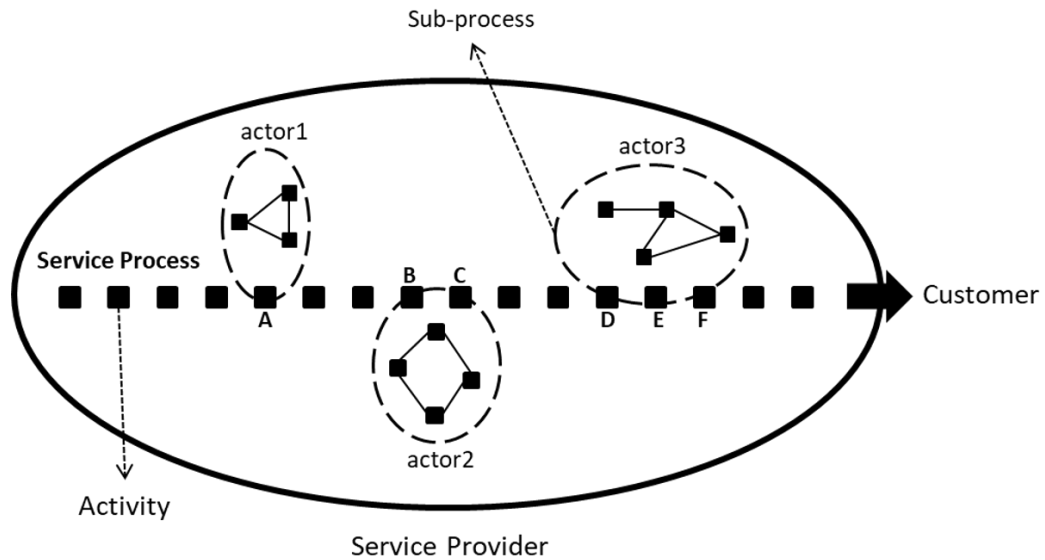 Sub-process
actor1
actor3
Service Process
B
C
A
D
E
F
Customer
actor2
Activity
Service Provider